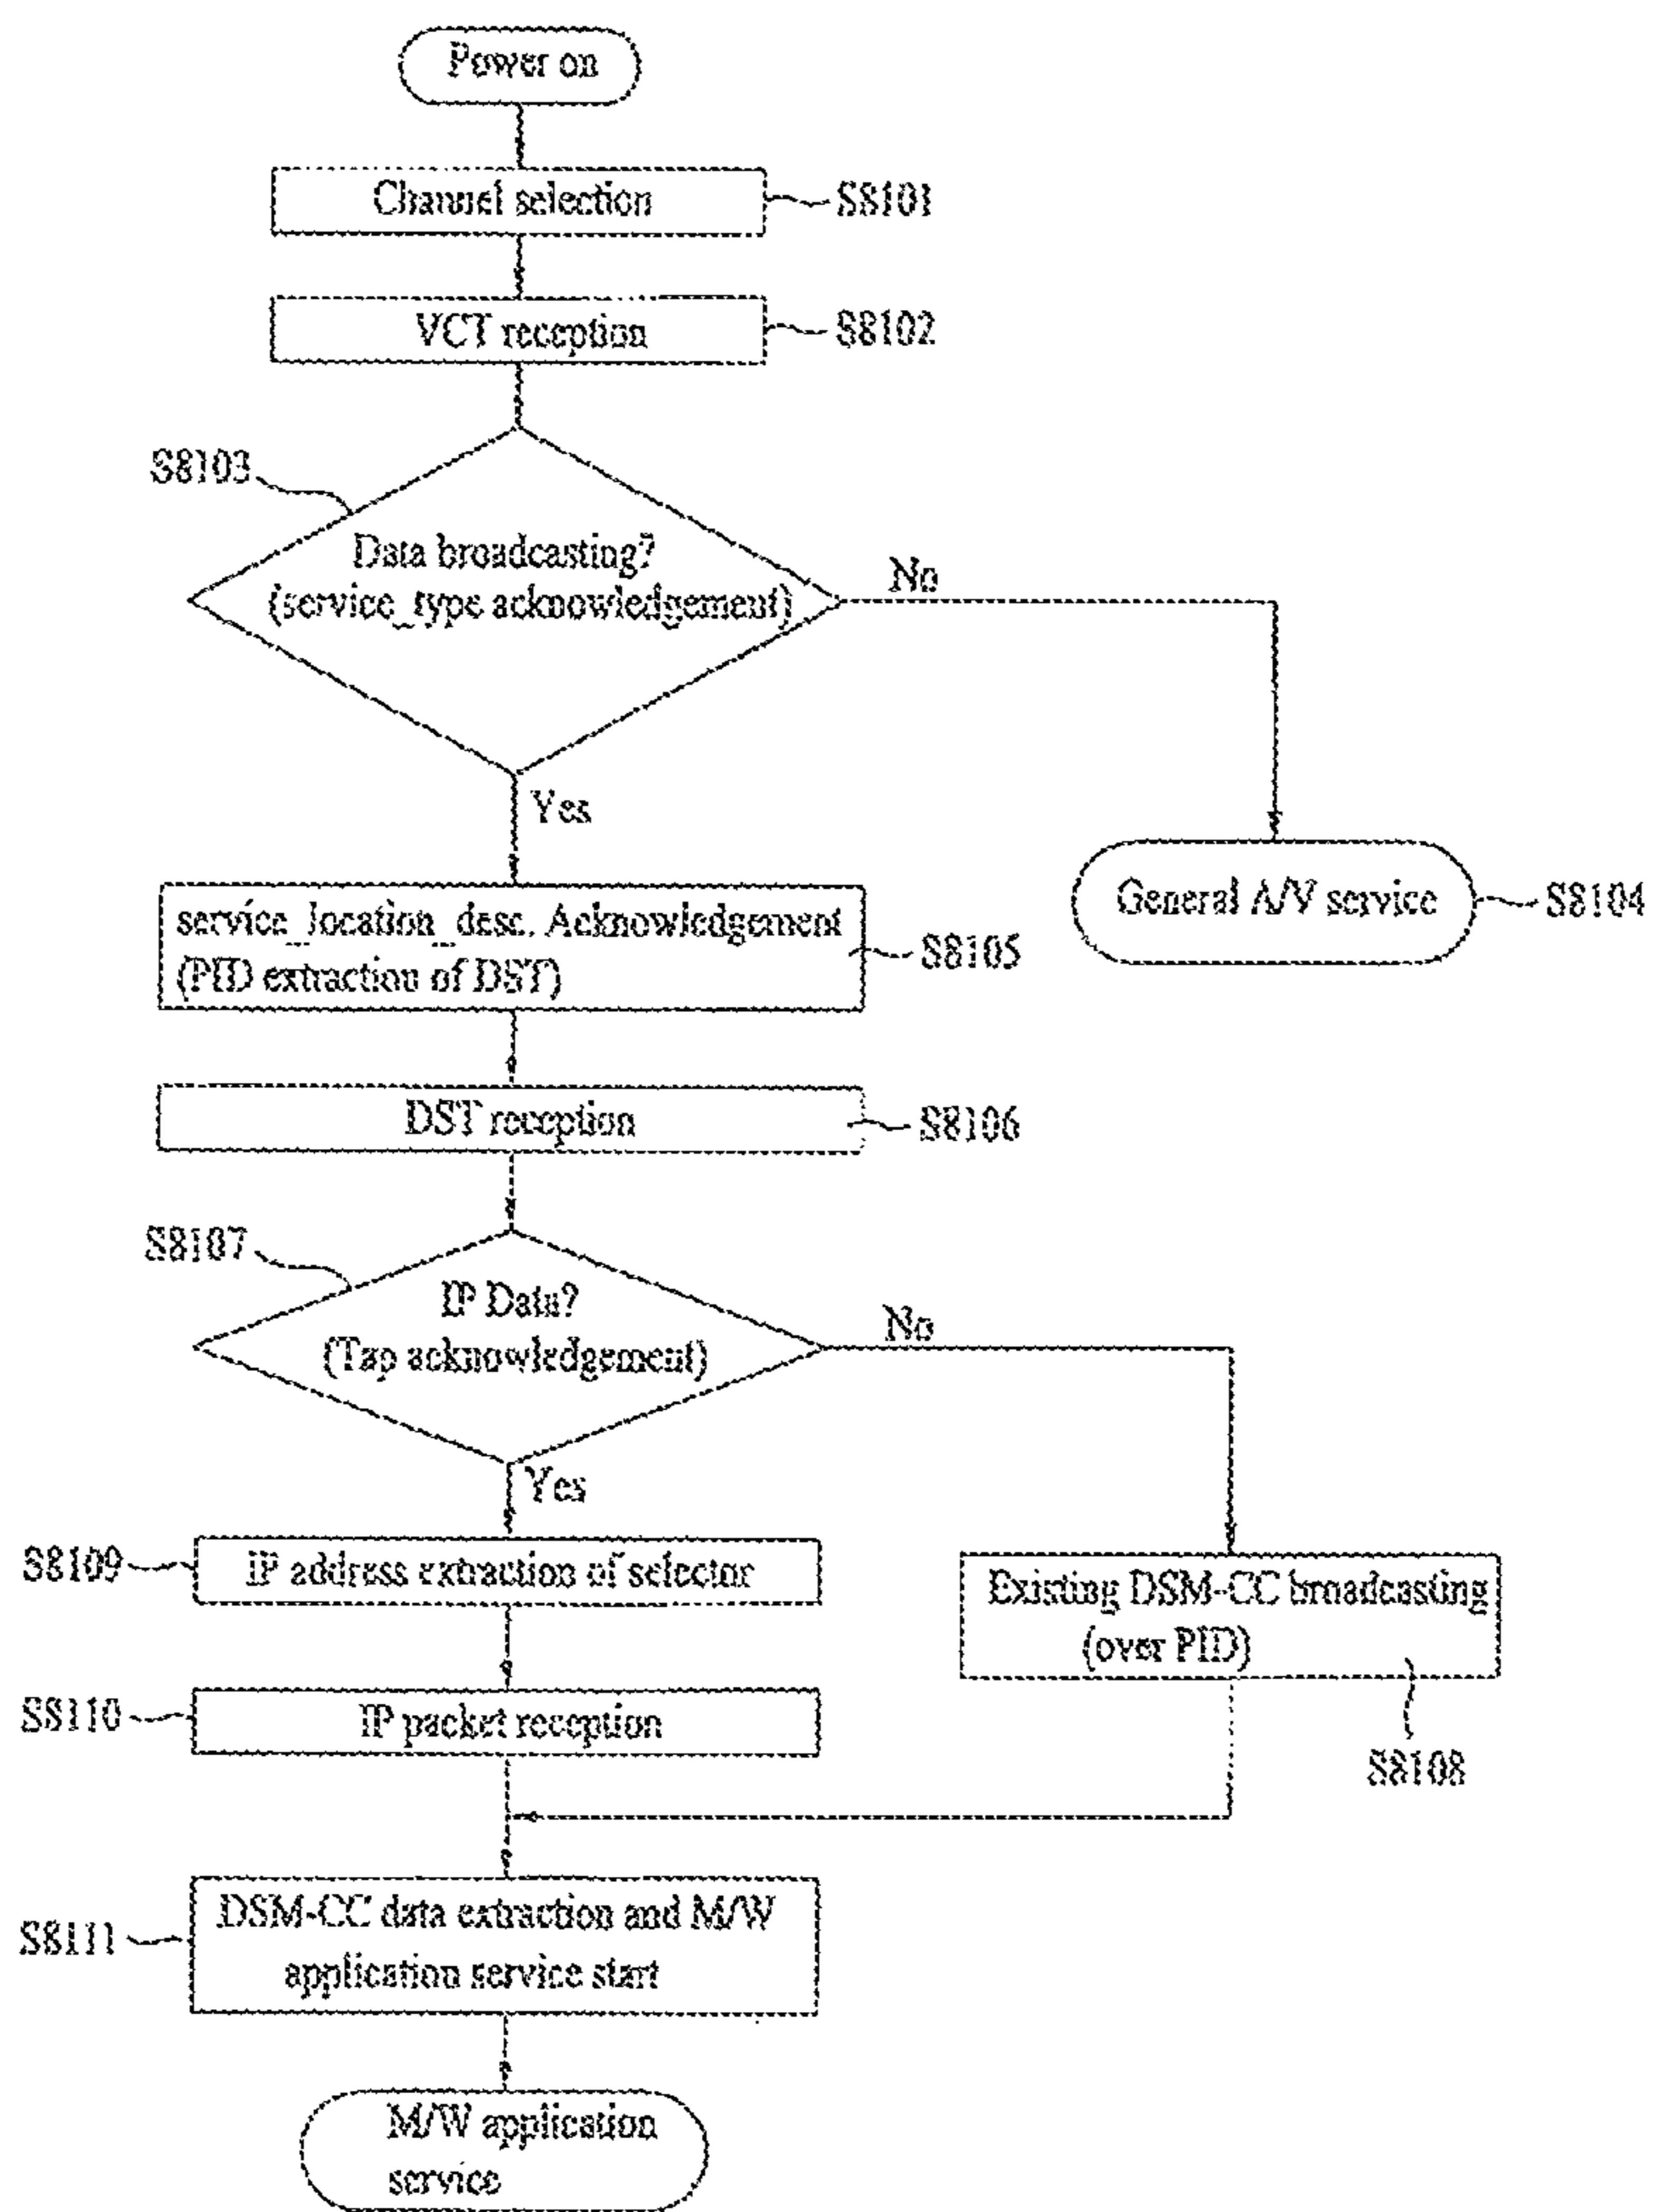 Power on
Channel selection
S8101
VCT reception
S8102
S8103
Data broadcasting?
(service_type acknowledgement)
No
Yes
General A/V service
S8104
service_location_desc. Acknowledgement
(PID extraction of DST)
S8105
DST reception
S8106
S8107
IP Data?
(Tap acknowledgement)
No
Yes
S8109
IP address extraction of selector
Existing DSM-CC broadcasting
(over PID)
S8110
IP packet reception
S8108
S8111
DSM-CC data extraction and M/W
application service start
M/W application
service